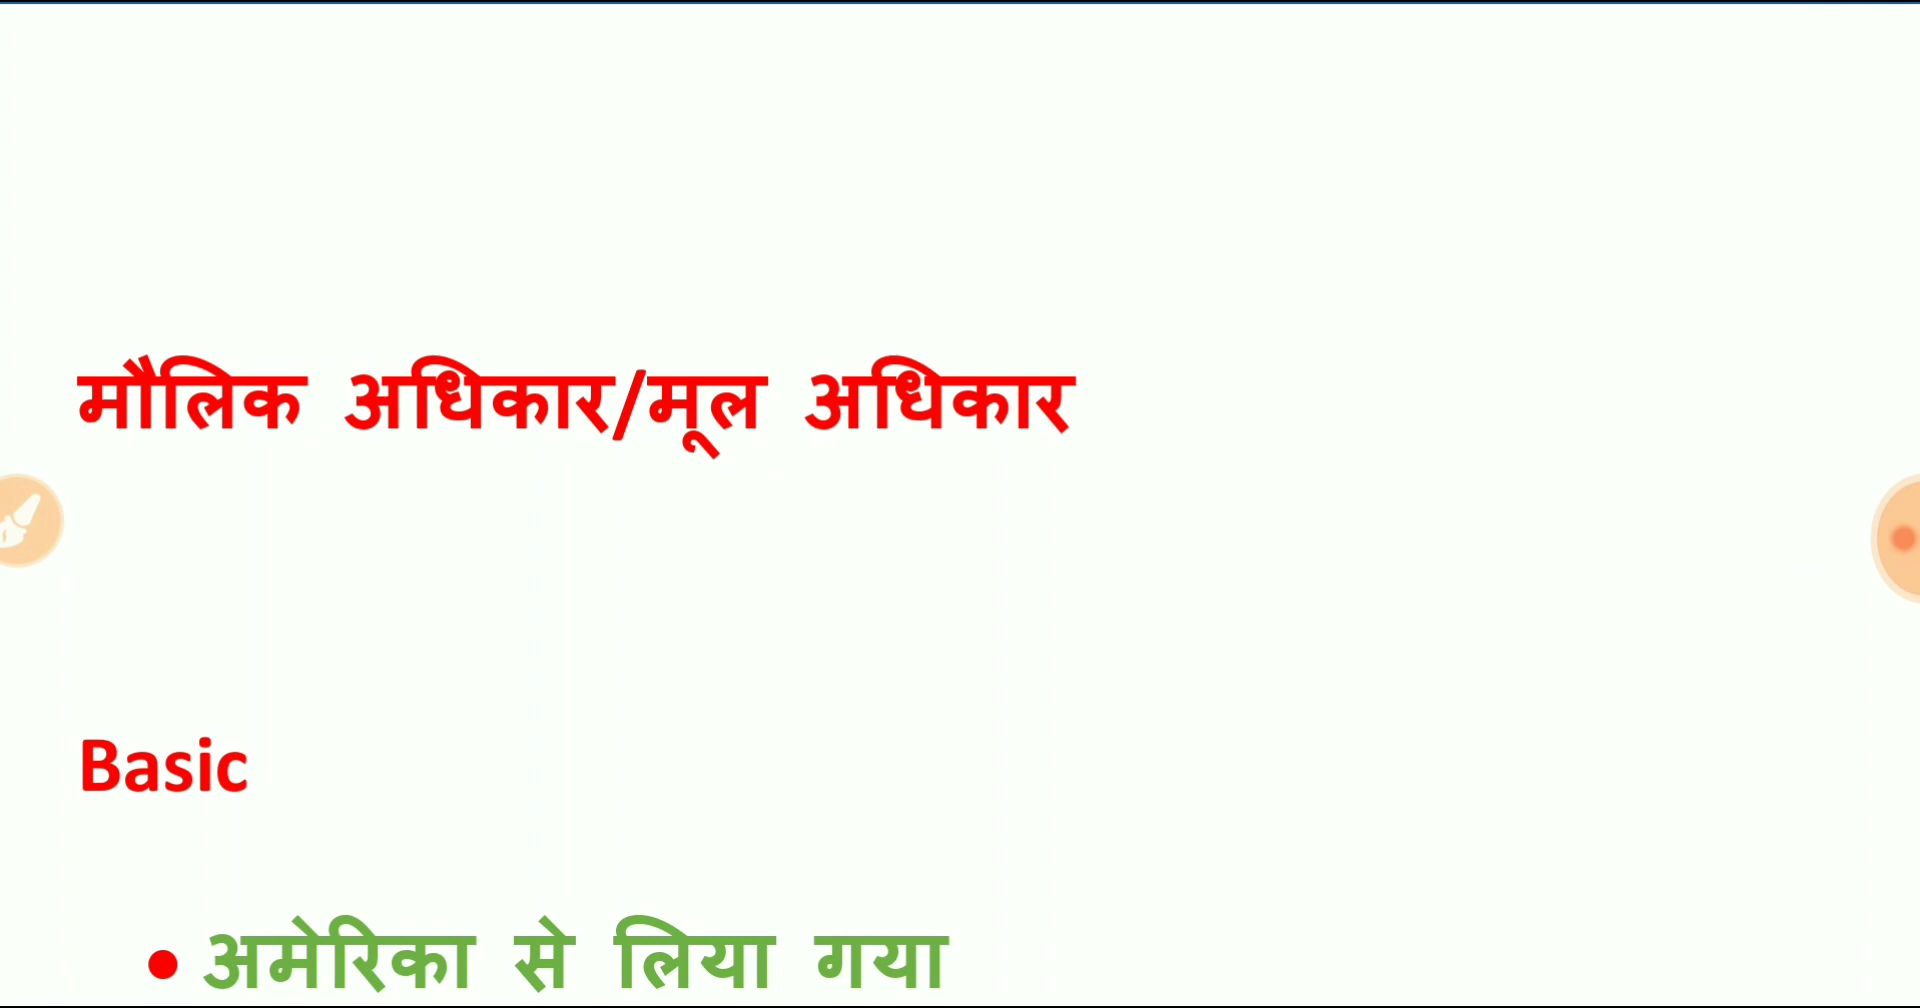 मौलिक अधिकार/मूल अधिकार
Basic
• अमेरिका से लिया गया